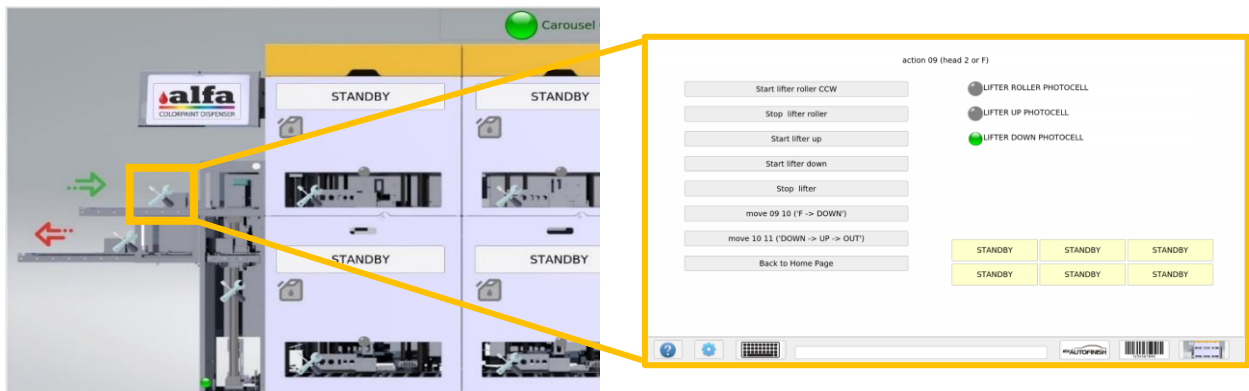 Carousel
alfa
COLORPAINT DISPENSER
STANDBY
STANDBY
STANDBY
STANDBY
action 09 (head 2 or F)
Start lifter roller CCW
Stop lifter roller
Start lifter up
Start lifter down
Stop lifter
move 09 10 ('F -> DOWN')
move 10 11 ('DOWN -> UP -> OUT')
Back to Home Page
LIFTER ROLLER PHOTOCELL
LIFTER UP PHOTOCELL
LIFTER DOWN PHOTOCELL
STANDBY STANDBY STANDBY
STANDBY STANDBY STANDBY
AUTOFINISH